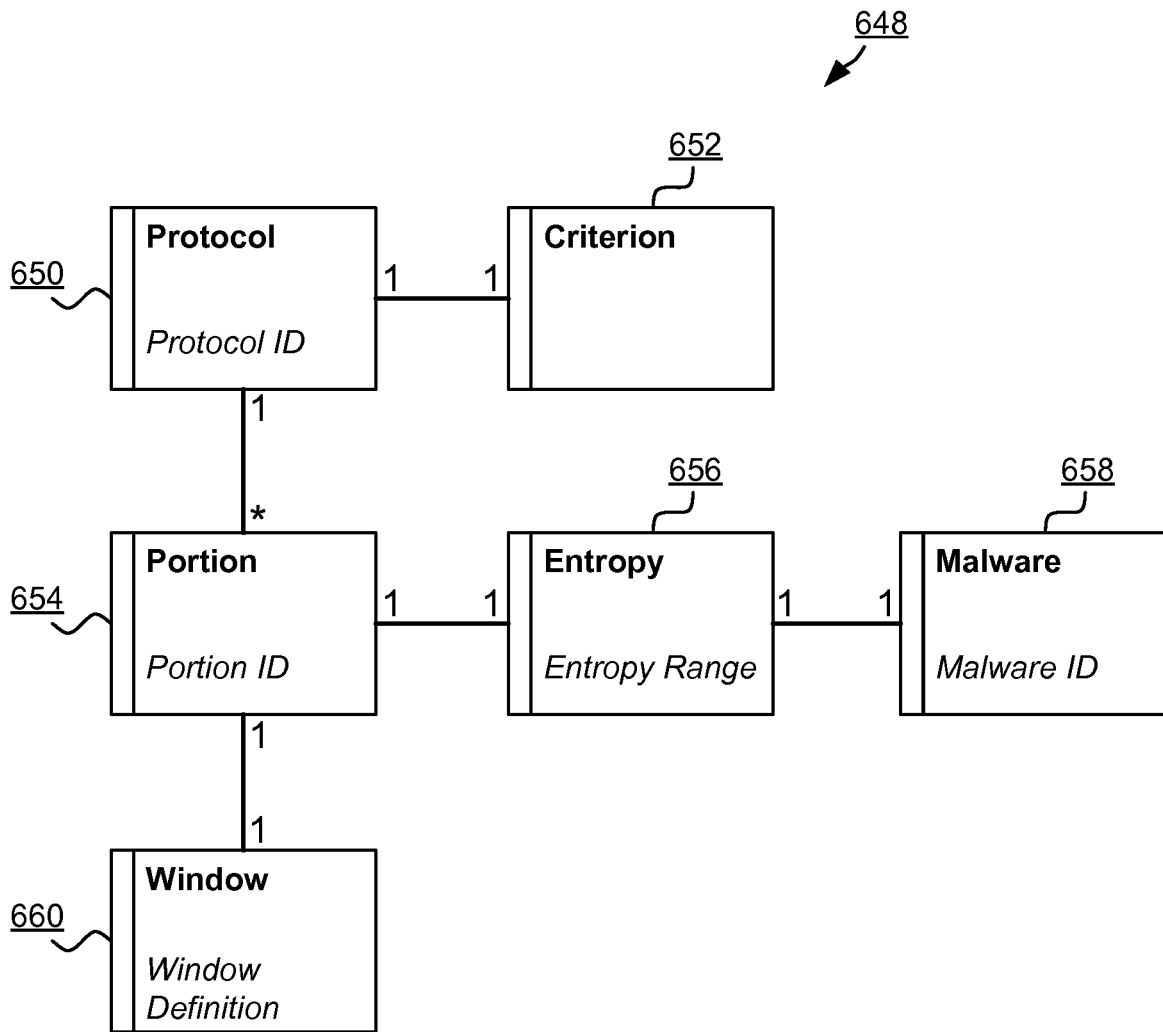 648
652
Protocol
Criterion
650
1
1
Protocol ID
1
656
658
*
Portion
Entropy
Malware
654
1
1
1
1
Portion ID
Entropy Range
Malware ID
1
1
Window
660
Window
Definition